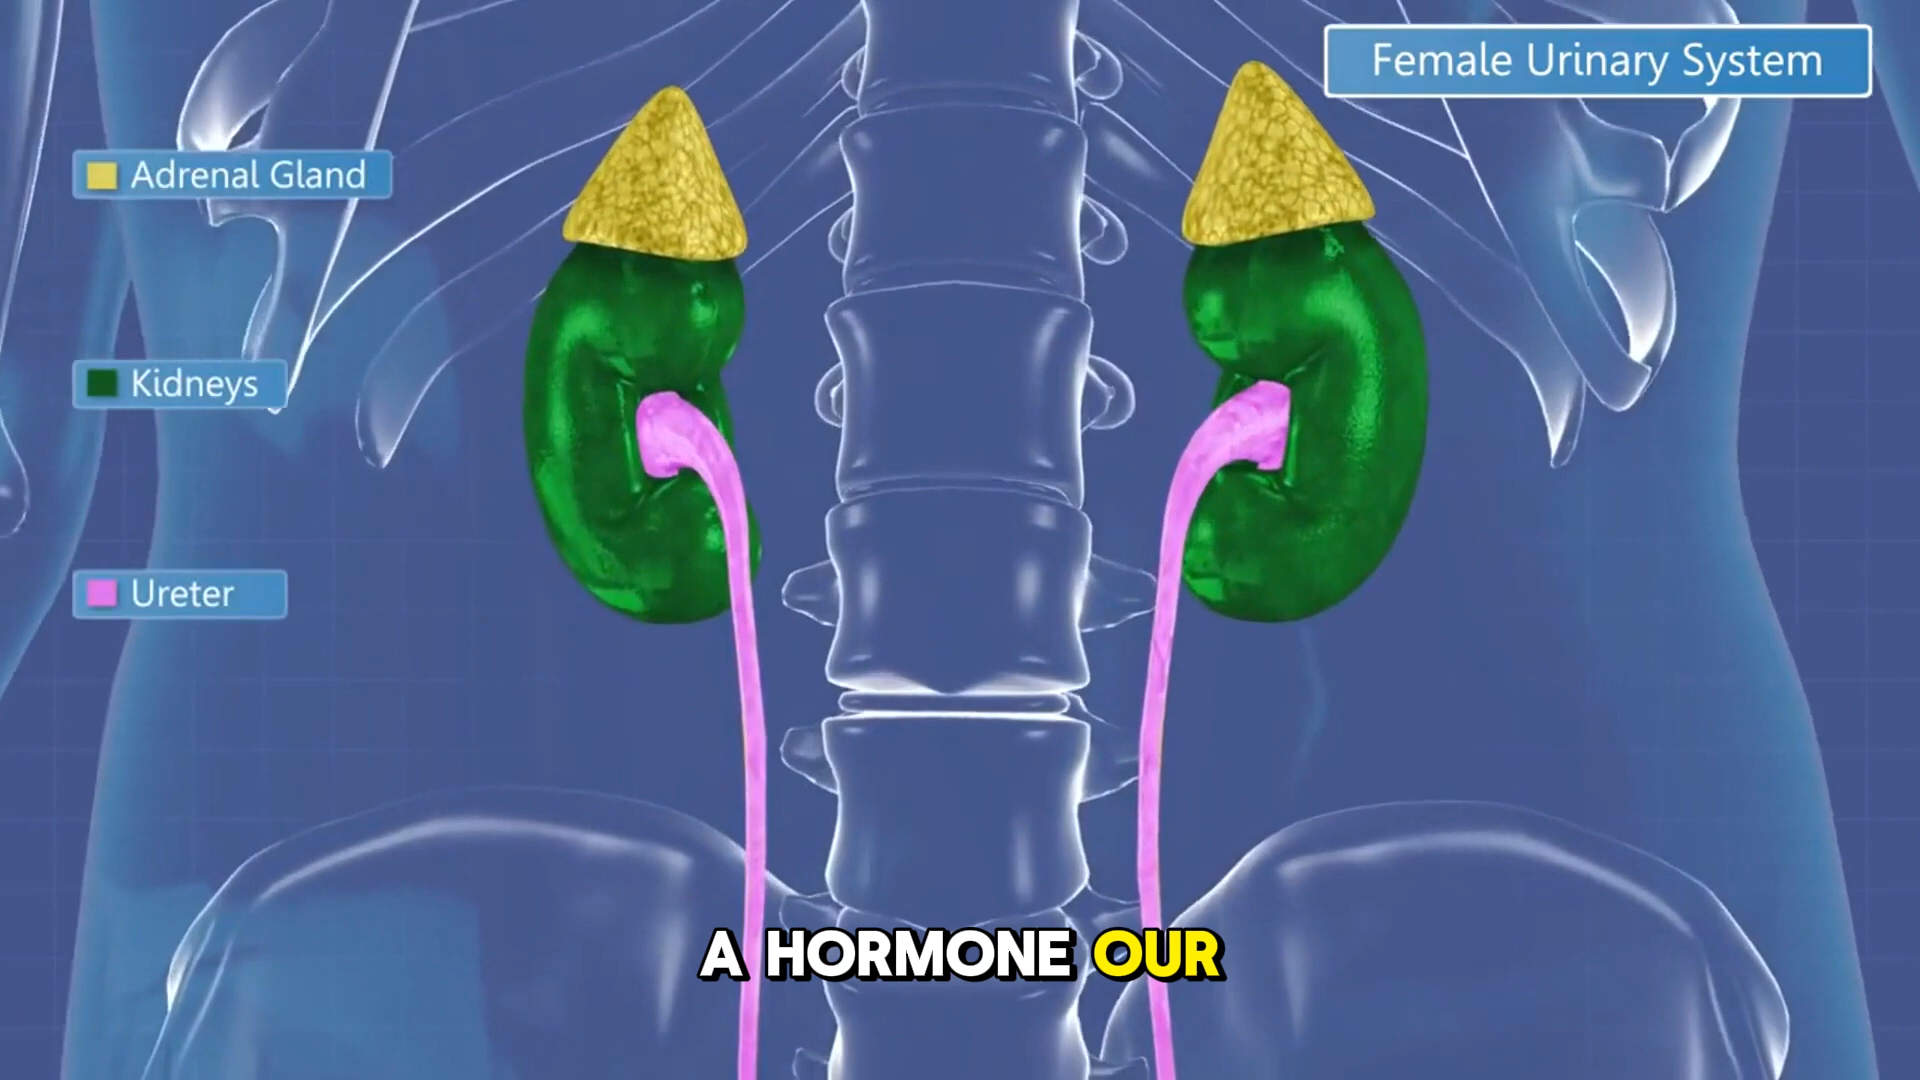 Female Urinary System
Adrenal Gland
Kidneys
Ureter
A HORMONE OUR